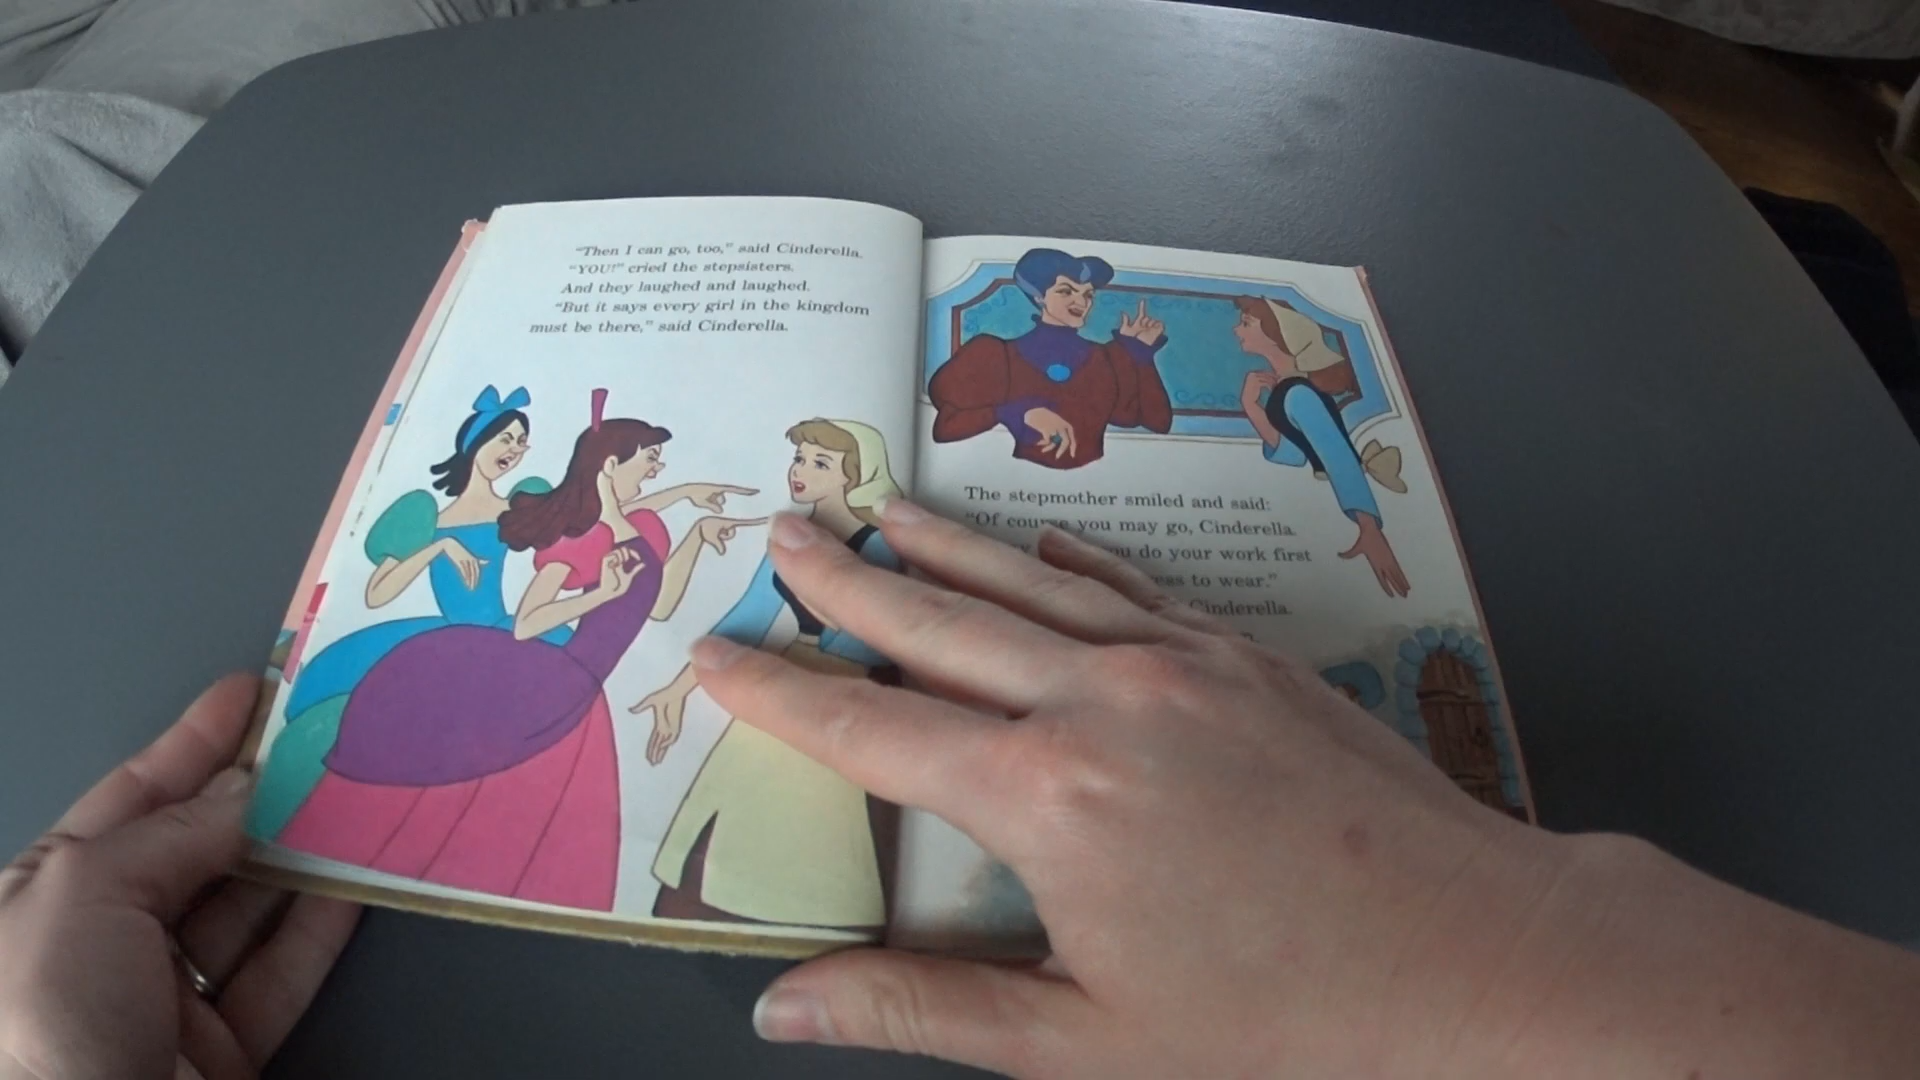 "Then I can go, too," said Cinderella.
"YOU!" cried the stepsisters.
And they laughed and laughed.
"But it says every girl in the kingdom
must be there," said Cinderella.
The stepmother smiled and said:
"Of course you may go, Cinderella.
do your work first
to wear."
Cinderella.